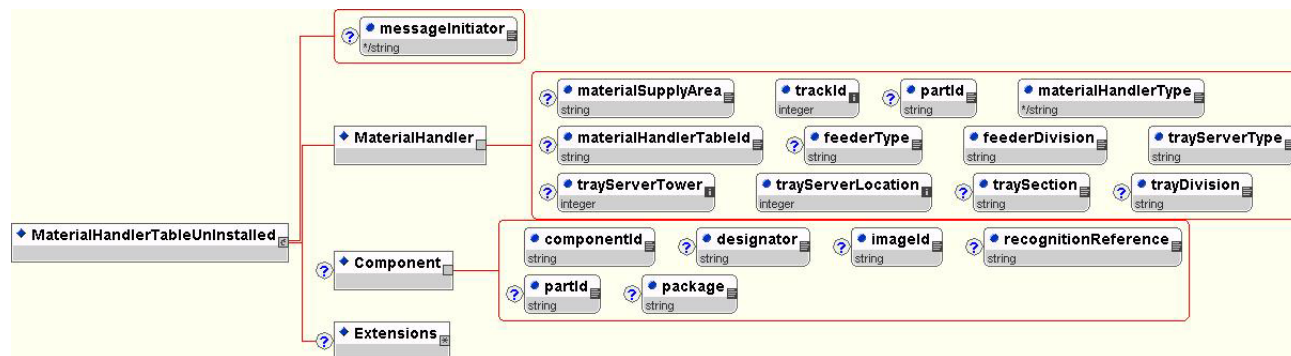 ? messageInitiator
*/string
? materialSupplyArea trackId ? partId materialHandlerType
string integer string */string
MaterialHandler ? materialHandlerTableId ? feederType feederDivision trayServerType
string string string string
? trayServerTower trayServerLocation ? traySection ? trayDivision
integer integer string string
MaterialHandlerTableUnInstalled
componentId ? designator ? imageId ? recognitionReference
string string string string
? Component
? partId ? package
string string
? Extensions